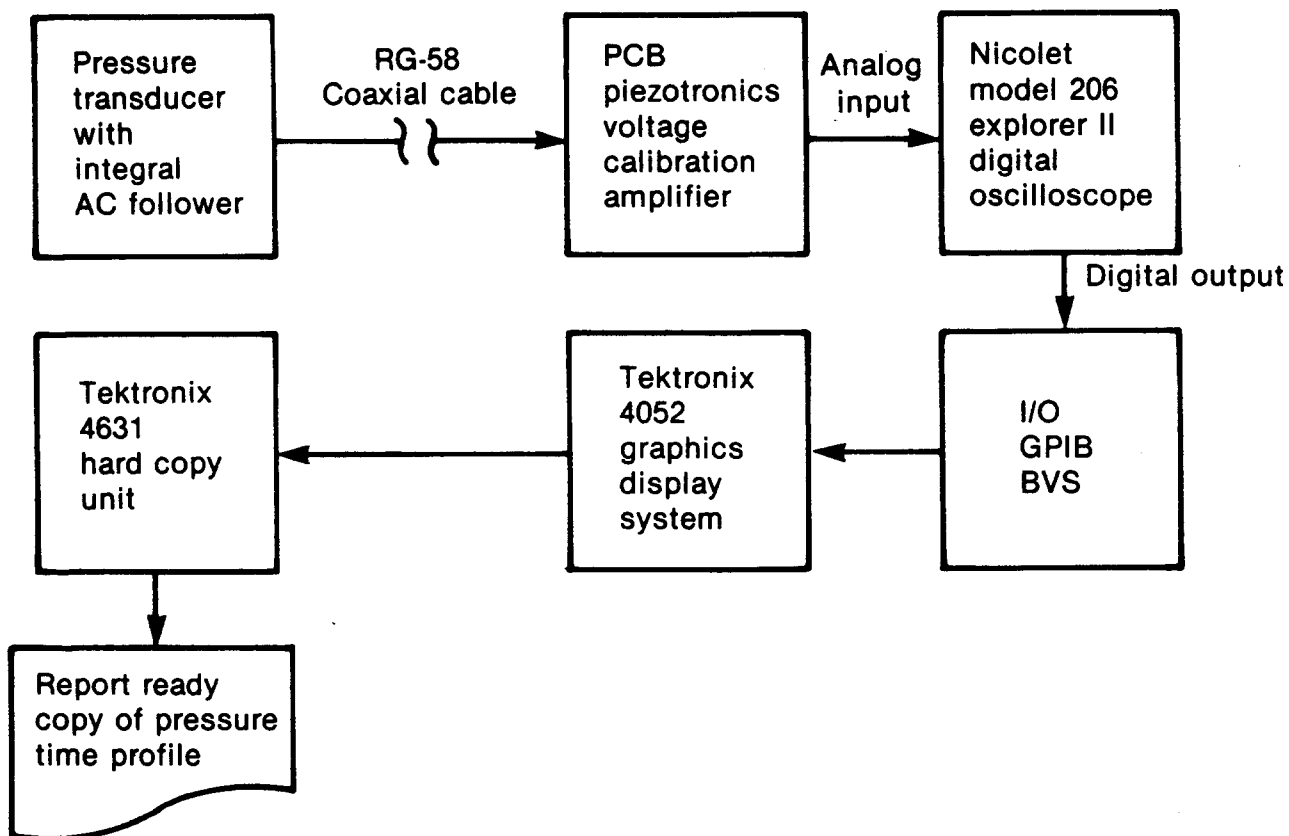 Pressure
transducer
with
integral
AC follower
RG-58
Coaxial cable
PCB
piezotronics
voltage
calibration
amplifier
Analog
input
Nicolet
model 206
explorer II
digital
oscilloscope
Digital output
I/O
GPIB
BVS
Tektronix
4052
graphics
display
system
Tektronix
4631
hard copy
unit
Report ready
copy of pressure
time profile